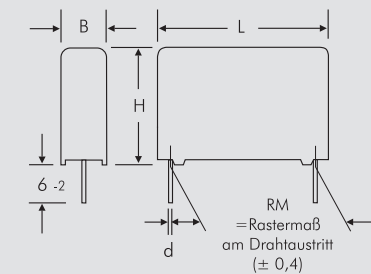 B
L
H
6 -2
d
RM
=Rastermaß
am Drahtaustritt
(± 0,4)